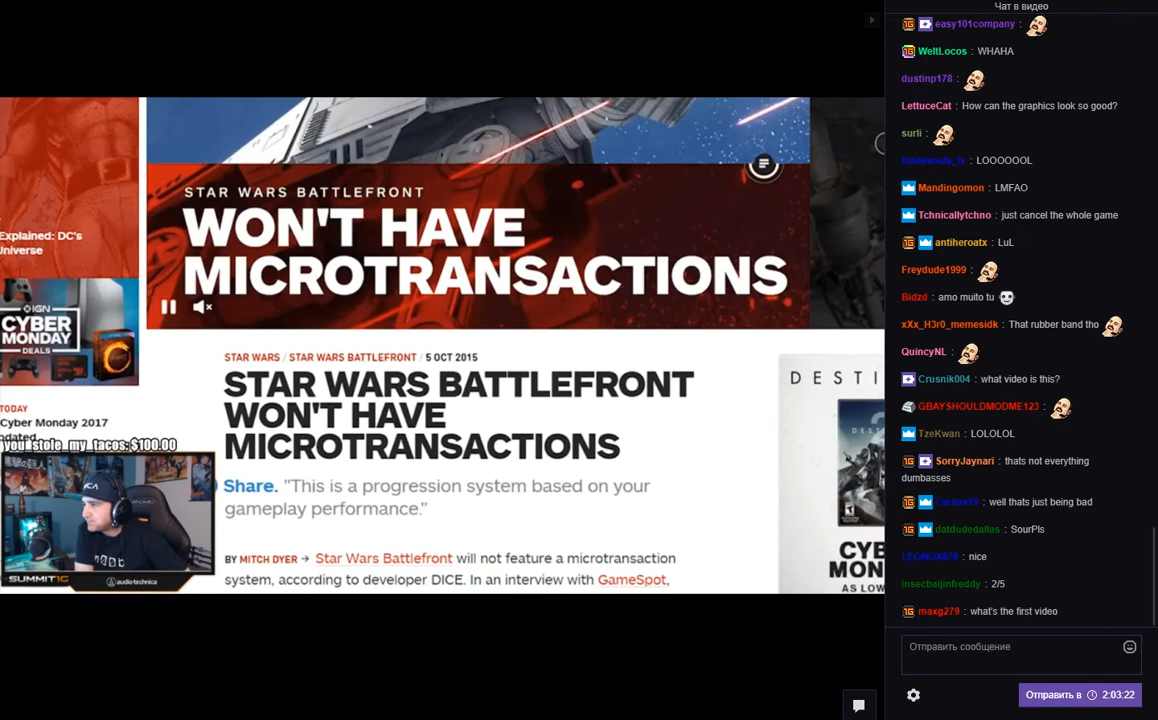 Explained: DC's
Universe
IGN
CYBER
MONDAY
DEALS
TODAY
Cyber Monday 2017
you_stole_my_tacos: $100.00
SUMMIT1G
audio-technica
STAR WARS BATTLEFRONT
WON'T HAVE
MICROTRANSACTIONS
STAR WARS / STAR WARS BATTLEFRONT / 5 OCT 2015
STAR WARS BATTLEFRONT
WON'T HAVE
MICROTRANSACTIONS
Share. "This is a progression system based on your
gameplay performance."
BY MITCH DYER → Star Wars Battlefront will not feature a microtransaction
system, according to developer DICE. In an interview with GameSpot,
DESTI
CYB
MON
AS LOW
Чат в видео
easy101company :
WeltLocos : WHAHA
dustinp178 :
LettuceCat : How can the graphics look so good?
surli :
: LOOOOOOL
Mandingomon : LMFAO
Tchnicallytchno : just cancel the whole game
antiheroatx : LuL
Freydude1999 :
Bidzd : amo muito tu
xXx_H3r0_memesidk : That rubber band tho
QuincyNL :
Crusnik004 : what video is this?
GBAYSHOULDMODME123 :
TzeKwan : LOLOLOL
SorryJaynari : thats not everything
dumbasses
: well thats just being bad
datdudedallas : SourPls
: nice
insecbaijinfreddy : 2/5
maxg279 : what's the first video
Отправить сообщение
Отправить в 2:03:22